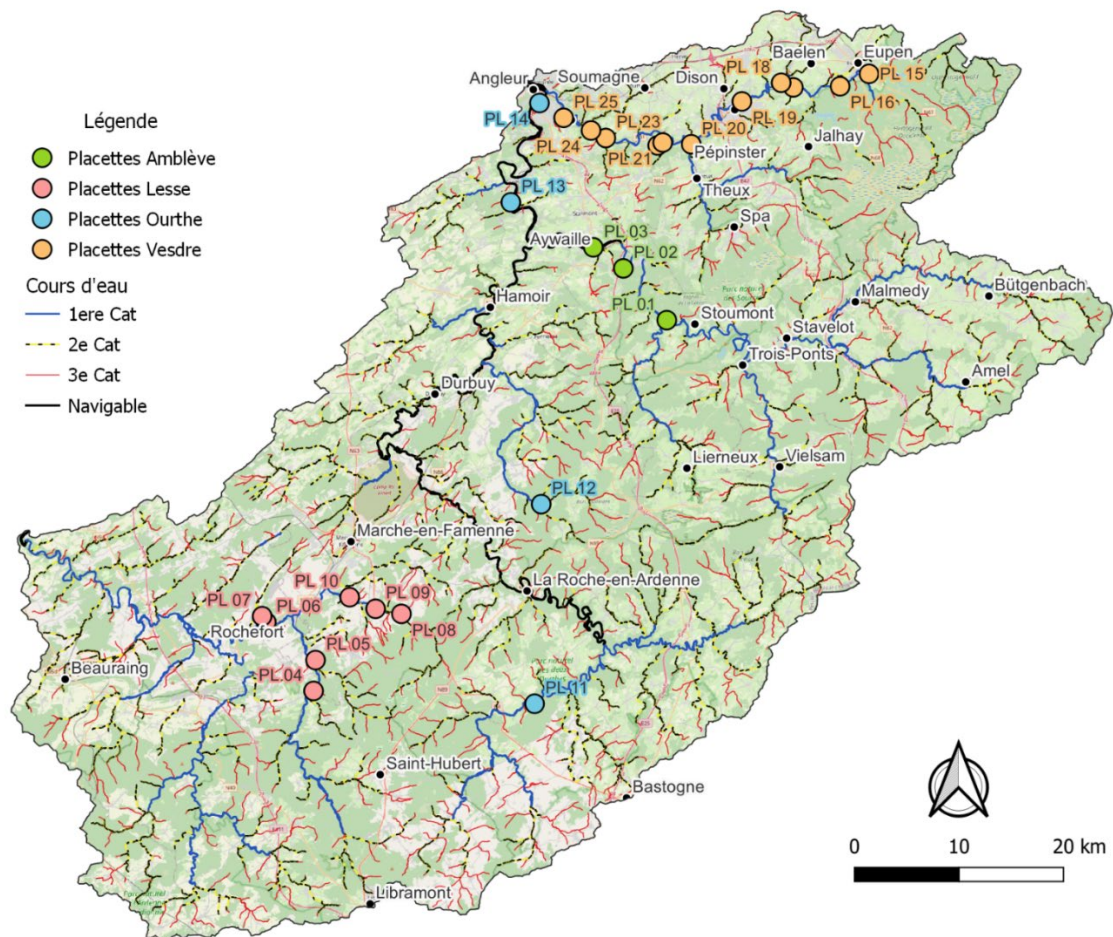 Légende
Placettes Amblève
Placettes Lesse
Placettes Ourthe
Placettes Vesdre
Cours d'eau
1ere Cat
2e Cat
3e Cat
Navigable
Baelen
Eupen
PL 18
PL 15
Angleur
Soumagne
Dison
PL 25
PL 16
PL 14
PL 23
PL 19
PL 24
PL 20
PL 21
Jalhay
Pépinster
Theux
PL 13
Spa
Aywaille
PL 03
PL 02
Hamoir
PL 01
Stoumont
Malmedy
Bütgenbach
Stavelot
Trois-Ponts
Amel
Durbuy
Lierneux
Vielsam
PL 12
Marche-en-Famenne
PL 10
La Roche-en-Ardenne
PL 09
PL 07
PL 06
PL 08
Rochefort
PL 05
Beauraing
PL 04
PL 11
Saint-Hubert
Bastogne
Libramont
0 10 20 km